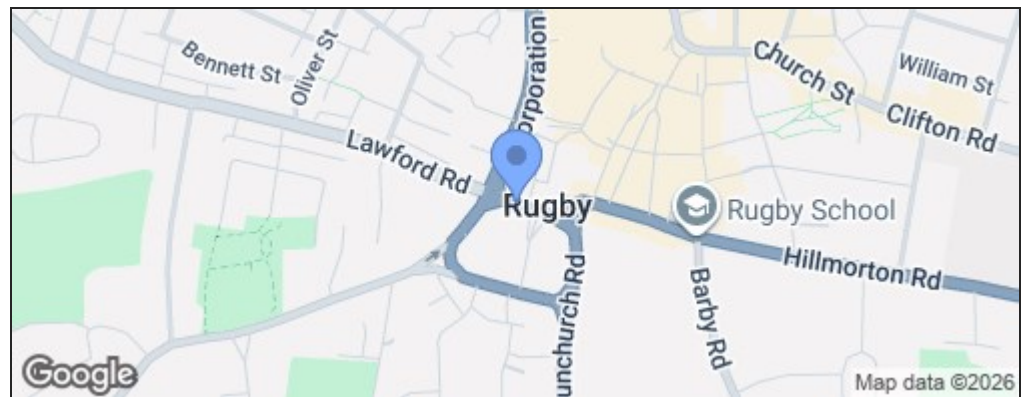 Bennett St
Oliver St
Lawford Rd
orporation
Church St
William St
Clifton Rd
Rugby
Rugby School
Hillmorton Rd
Barby Rd
unchurch Rd
Google
Map data ©2026